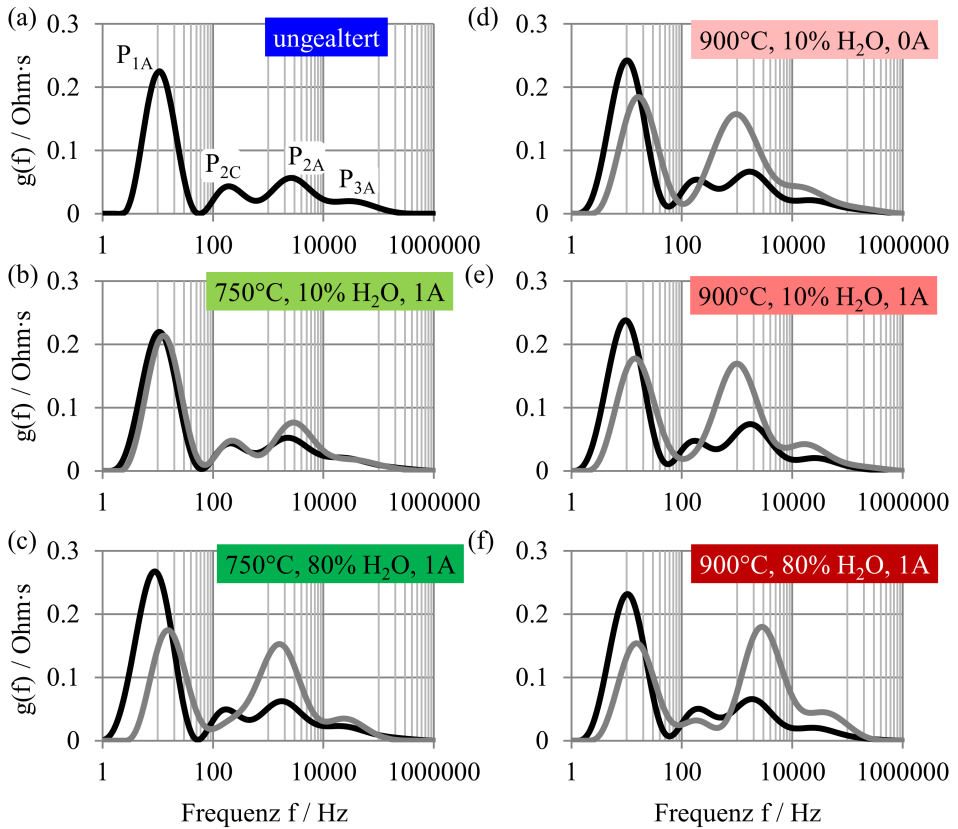 (a)
g(f) / Ohm·s
0.3
0.2
0.1
0
ungealtert
P1A
P2C
P2A
P3A
1 100 10000 1000000
(d)
0.3
0.2
0.1
0
900°C, 10% H2O, 0A
1 100 10000 1000000
(b)
g(f) / Ohm·s
0.3
0.2
0.1
0
750°C, 10% H2O, 1A
1 100 10000 1000000
(e)
0.3
0.2
0.1
0
900°C, 10% H2O, 1A
1 100 10000 1000000
(c)
g(f) / Ohm·s
0.3
0.2
0.1
0
750°C, 80% H2O, 1A
1 100 10000 1000000
Frequenz f / Hz
(f)
0.3
0.2
0.1
0
900°C, 80% H2O, 1A
1 100 10000 1000000
Frequenz f / Hz